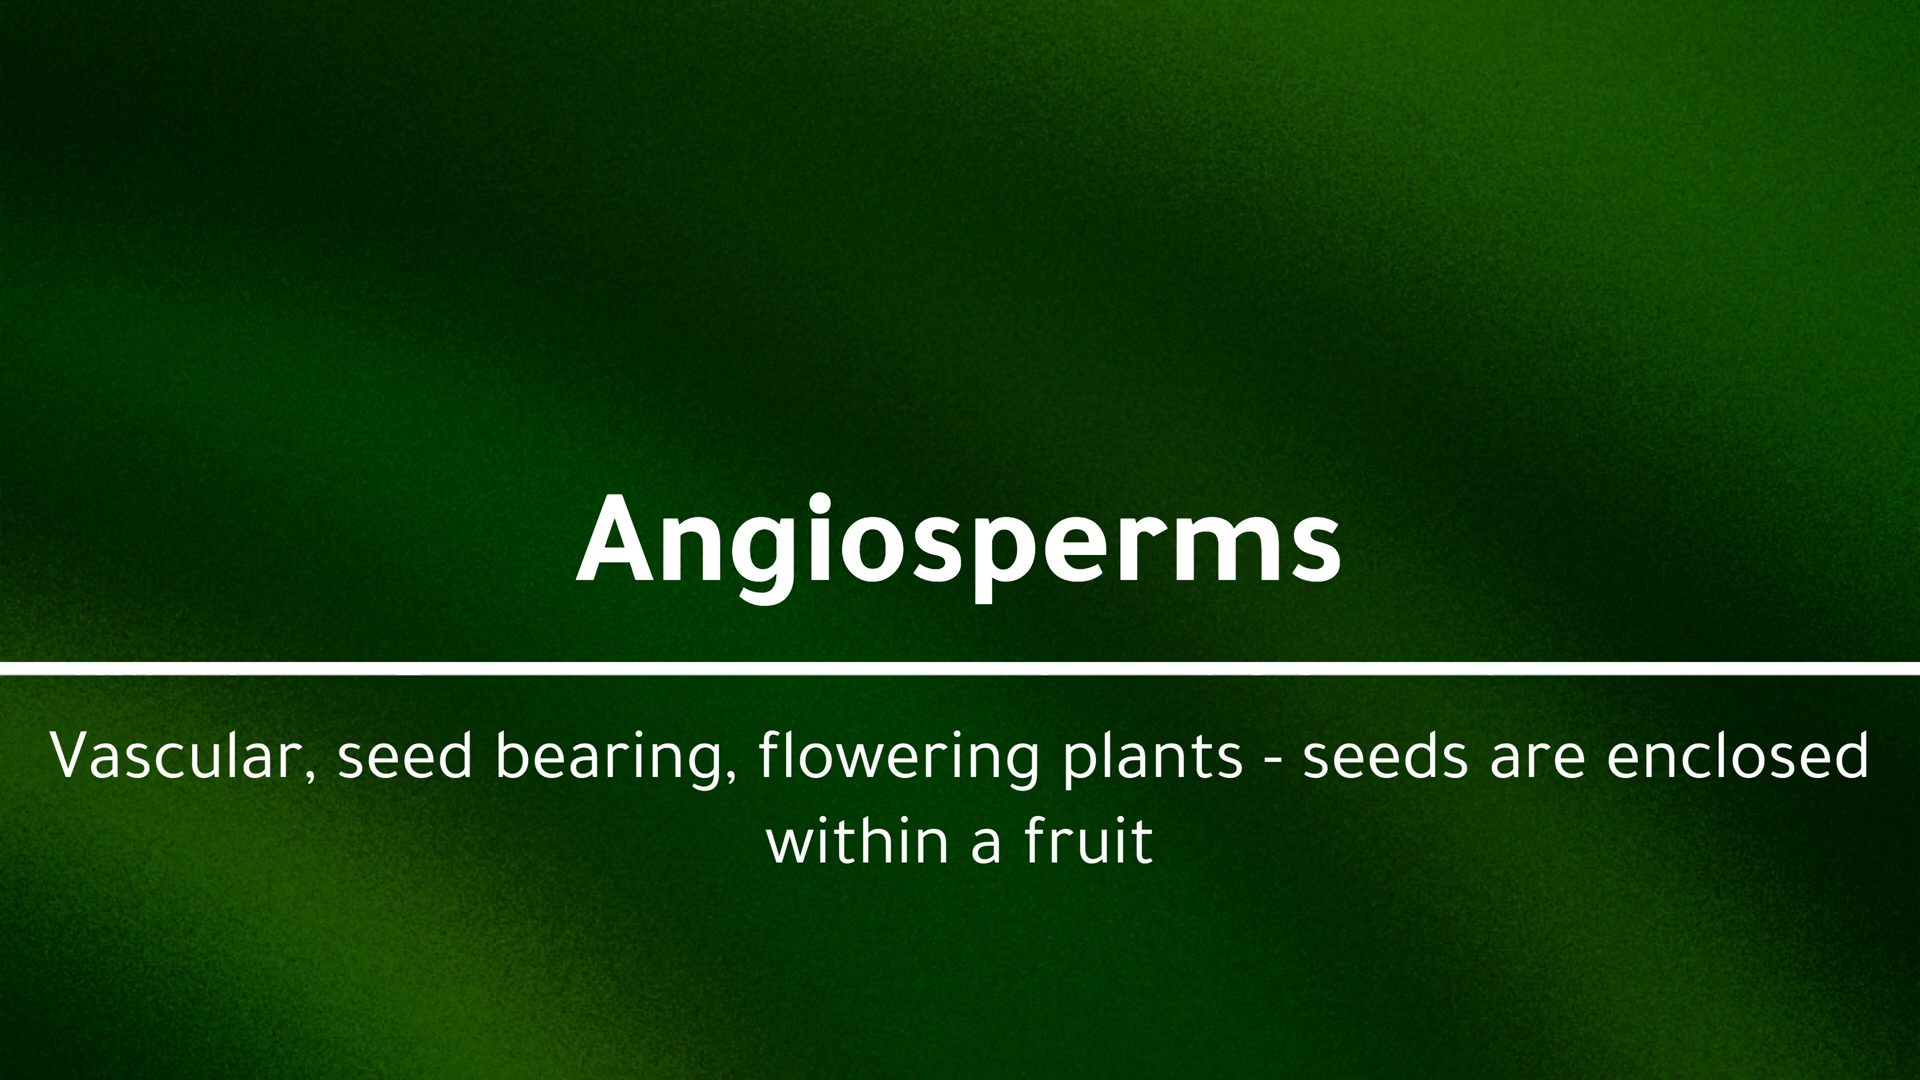 Angiosperms
Vascular, seed bearing, flowering plants - seeds are enclosed
within a fruit